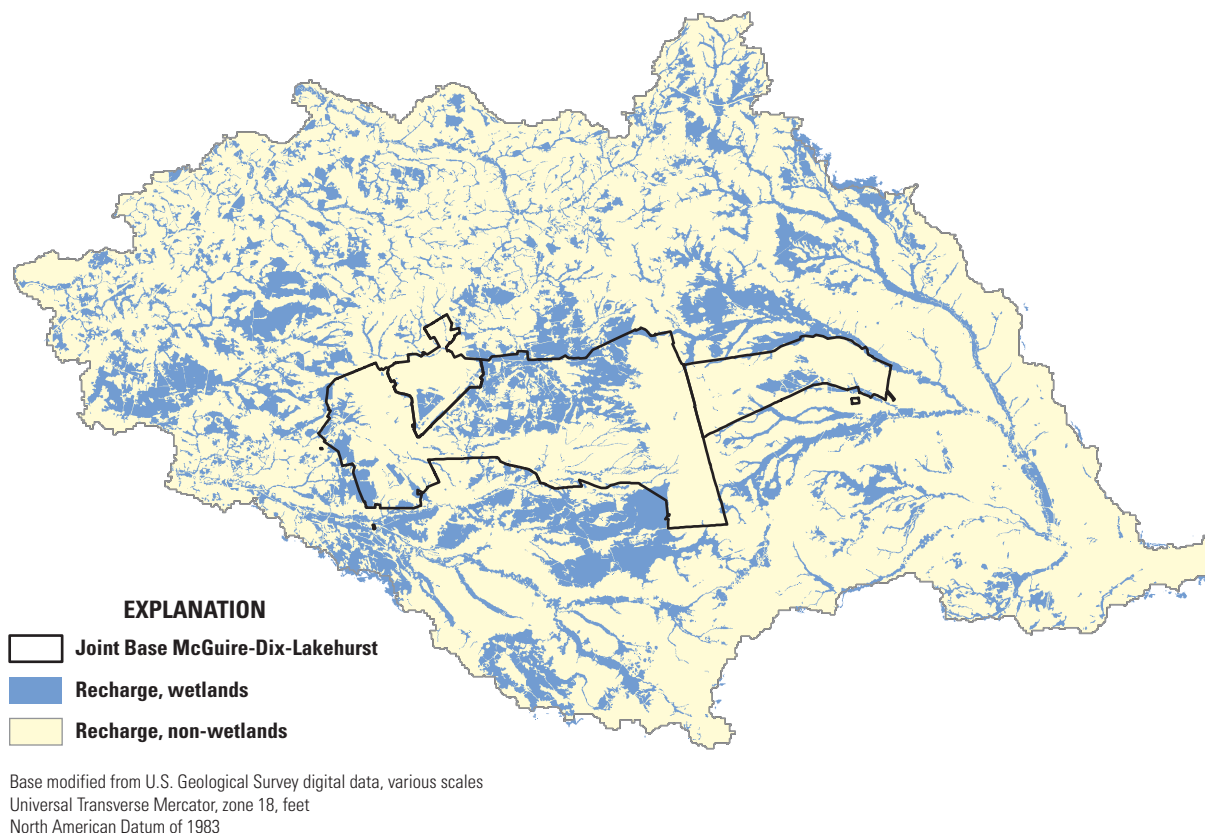 EXPLANATION
Joint Base McGuire-Dix-Lakehurst
Recharge, wetlands
Recharge, non-wetlands
Base modified from U.S. Geological Survey digital data, various scales
Universal Transverse Mercator, zone 18, feet
North American Datum of 1983